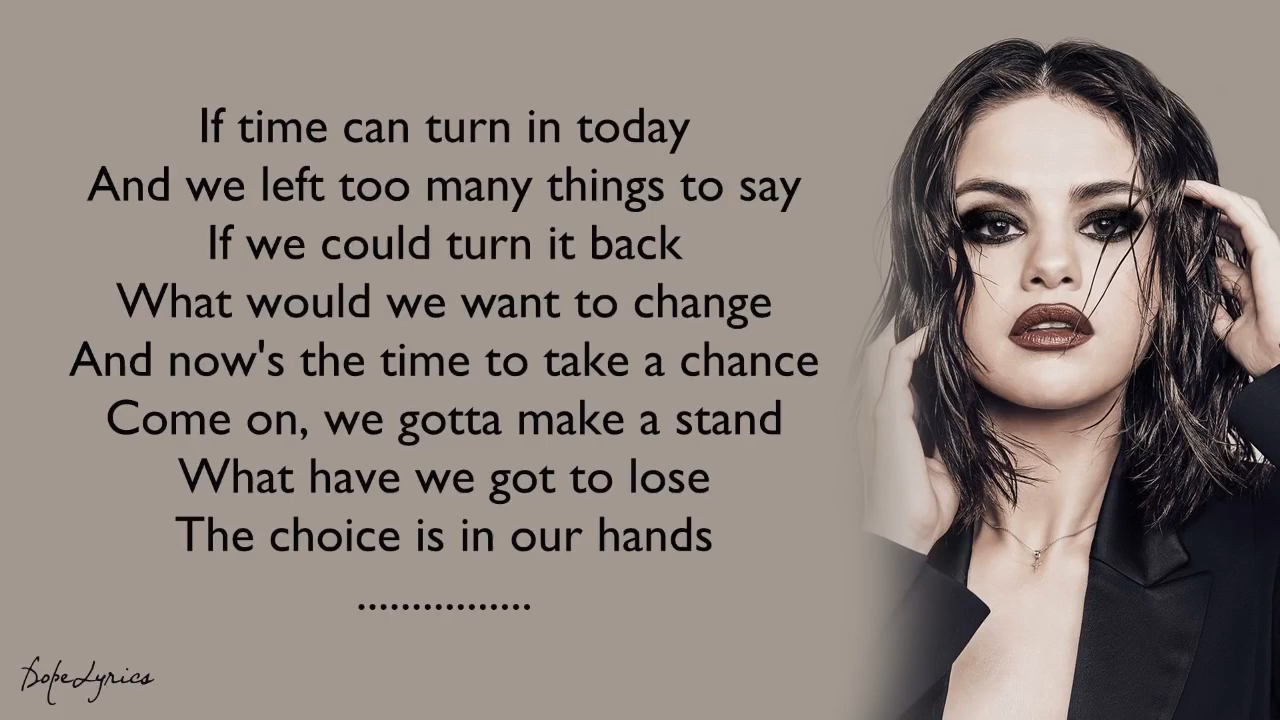 If time can turn in today
And we left too many things to say
If we could turn it back
What would we want to change
And now's the time to take a chance
Come on, we gotta make a stand
What have we got to lose
The choice is in our hands
................
DopeLyrics